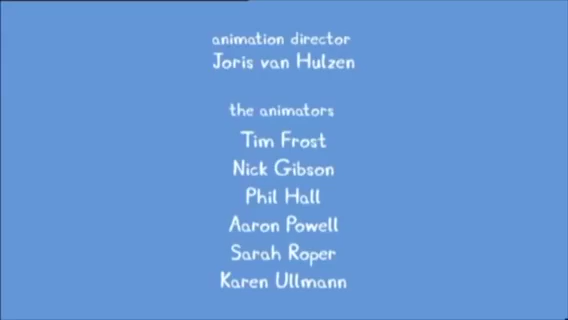 animation director
Joris van Hulzen
the animators
Tim Frost
Nick Gibson
Phil Hall
Aaron Powell
Sarah Roper
Karen Ullmann